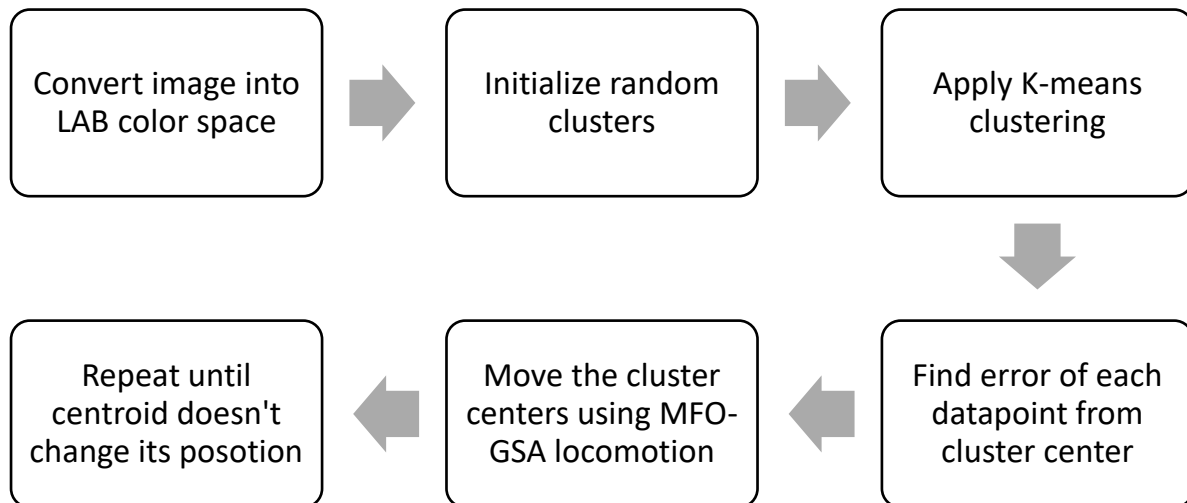 Convert image into
LAB color space
Initialize random
clusters
Apply K-means
clustering
Find error of each
datapoint from
cluster center
Move the cluster
centers using MFO-
GSA locomotion
Repeat until
centroid doesn't
change its posotion